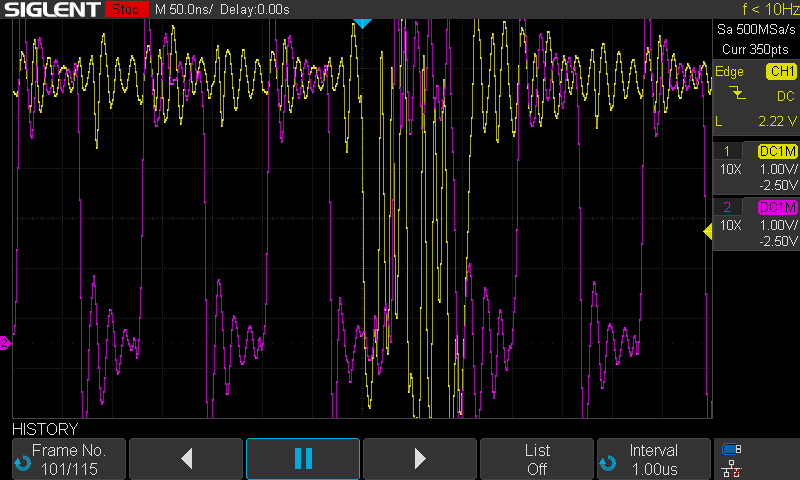 SIGLENT Stop M 50.0ns/ Delay:0.00s f < 10Hz
Sa 500MSa/s
Curr 350pts
Edge CH1
DC
L 2.22 V
1 DC1M
10X 1.00V/
-2.50V
2 DC1M
10X 1.00V/
-2.50V
2
HISTORY
Frame No.
101/115
List
Off
Interval
1.00us